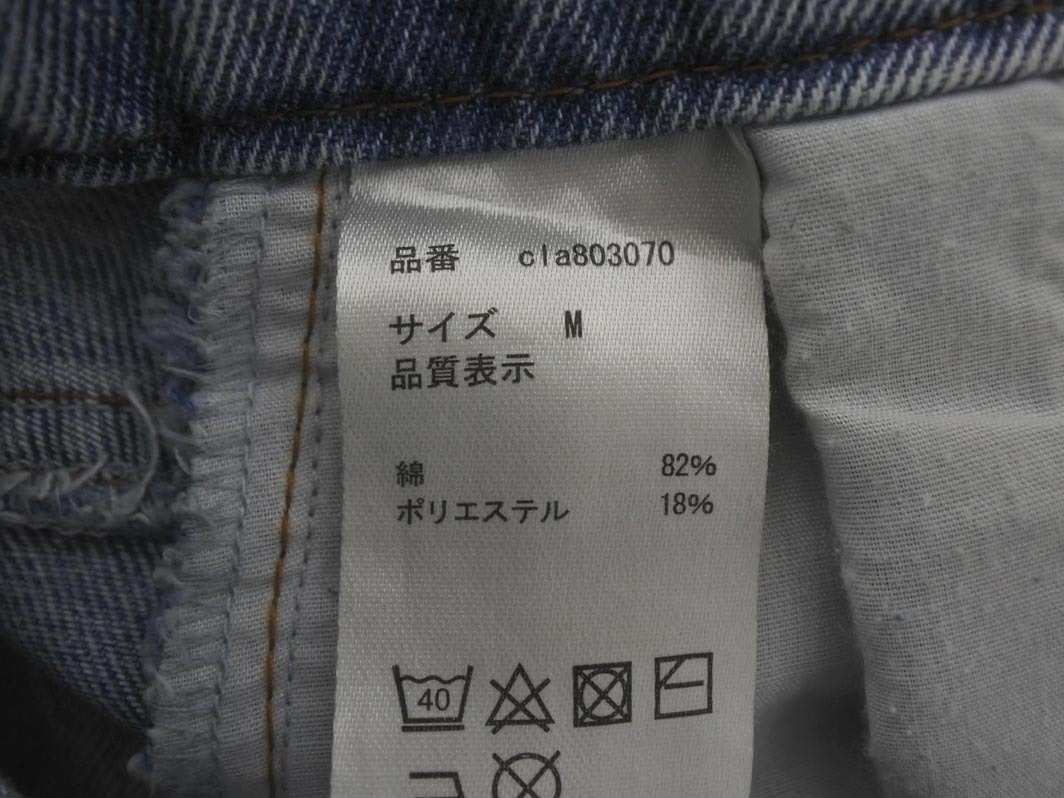 品番 cla803070
サイズ M
品質表示
綿 82%
ポリエステル 18%
40